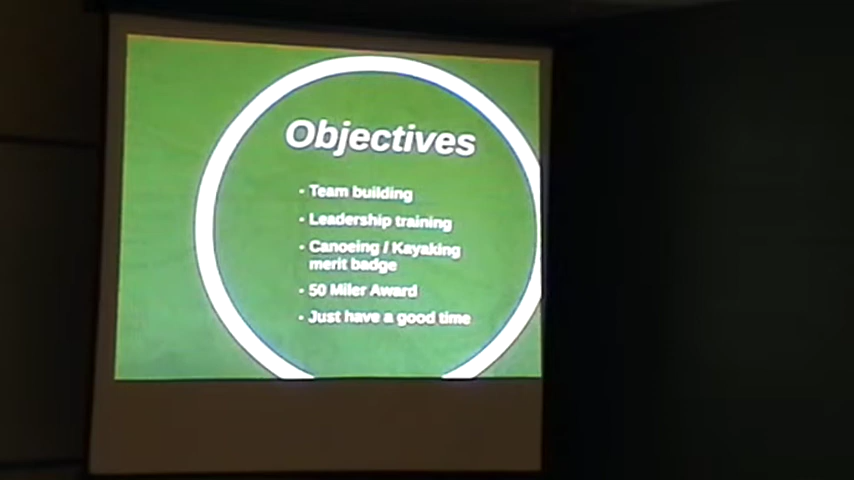 Objectives
• Team building
• Leadership training
• Canoeing / Kayaking
merit badge
• 50 Miler Award
• Just have a good time